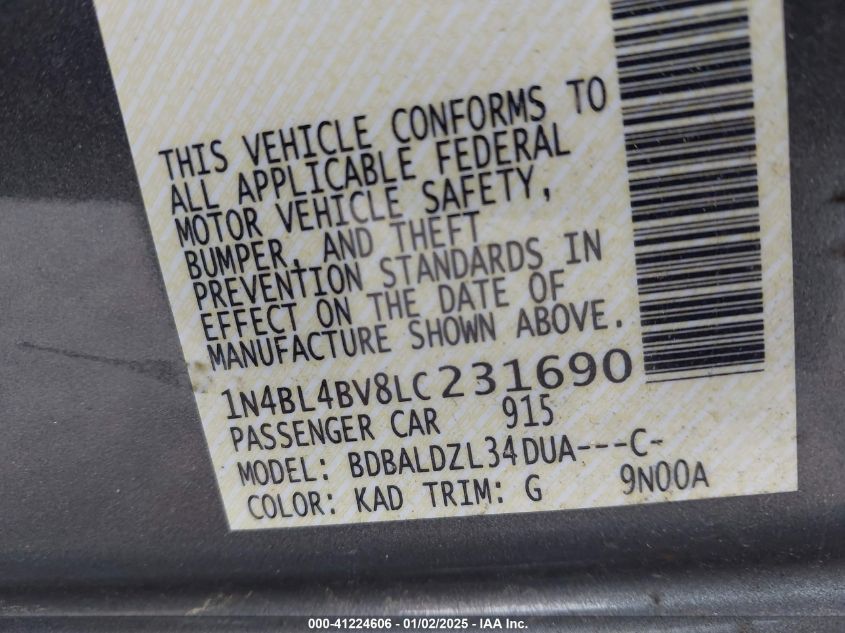 THIS VEHICLE CONFORMS TO
ALL APPLICABLE FEDERAL
MOTOR VEHICLE SAFETY,
BUMPER, AND THEFT
PREVENTION STANDARDS IN
EFFECT ON THE DATE OF
MANUFACTURE SHOWN ABOVE.
1N4BL4BV8LC231690
PASSENGER CAR 915
MODEL: BDBALDZL34DUA---C-
COLOR: KAD TRIM: G 9N00A
000-41224606 - 01/02/2025 - IAA Inc.